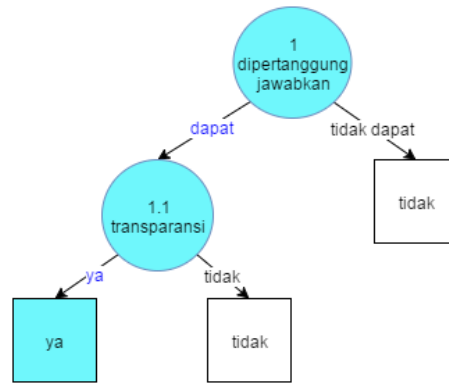 1
dipertanggung
jawabkan
dapat
tidak dapat
1.1
transparansi
tidak
ya
tidak
ya
tidak